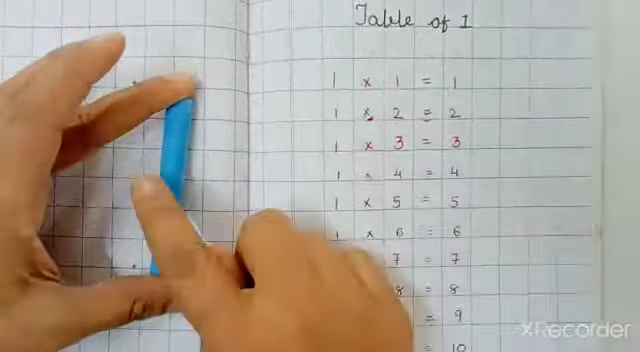 Table of 1
1 × 1 = 1
1 × 2 = 2
1 × 3 = 3
1 × 4 = 4
1 × 5 = 5
1 × 6 = 6
7 = 7
8 = 8
= 9
= 10
XRecorder